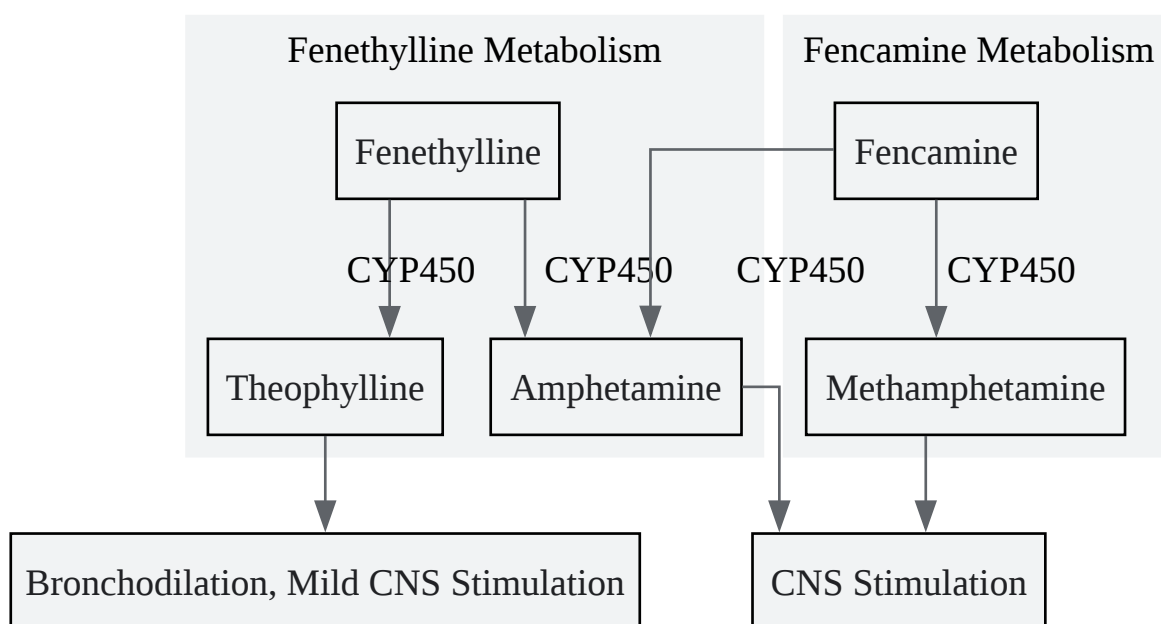 Fenethylline Metabolism
Fencamine Metabolism
Fenethylline
Fencamine
CYP450
CYP450
CYP450
CYP450
Theophylline
Amphetamine
Methamphetamine
Bronchodilation, Mild CNS Stimulation
CNS Stimulation